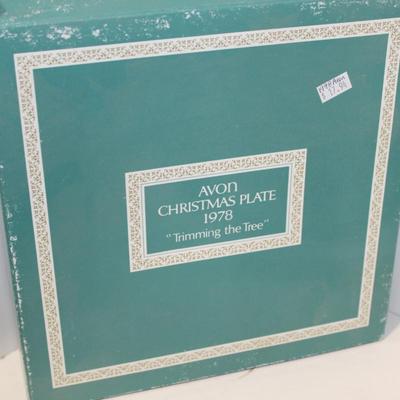 AVON
CHRISTMAS PLATE
1978
"Trimming the Tree"